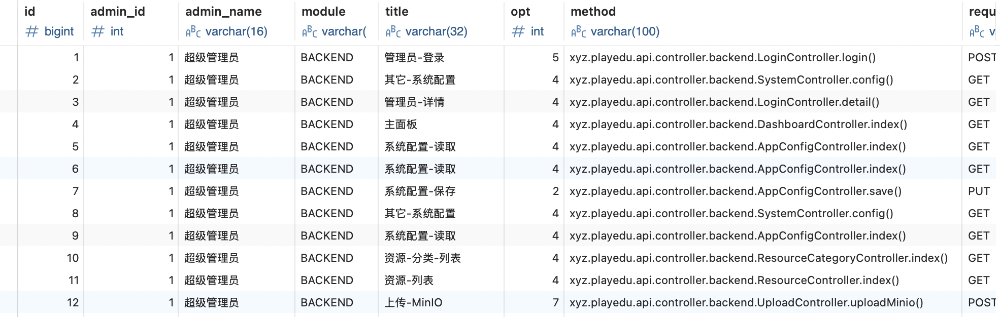 id admin_id admin_name module title opt method requ
# bigint # int ABC varchar(16) ABC varchar( ABC varchar(32) # int ABC varchar(100) ABC v
1 1 超级管理员 BACKEND 管理员-登录 5 xyz.playedu.api.controller.backend.LoginController.login() POST
2 1 超级管理员 BACKEND 其它-系统配置 4 xyz.playedu.api.controller.backend.SystemController.config() GET
3 1 超级管理员 BACKEND 管理员-详情 4 xyz.playedu.api.controller.backend.LoginController.detail() GET
4 1 超级管理员 BACKEND 主面板 4 xyz.playedu.api.controller.backend.DashboardController.index() GET
5 1 超级管理员 BACKEND 系统配置-读取 4 xyz.playedu.api.controller.backend.AppConfigController.index() GET
6 1 超级管理员 BACKEND 系统配置-读取 4 xyz.playedu.api.controller.backend.AppConfigController.index() GET
7 1 超级管理员 BACKEND 系统配置-保存 2 xyz.playedu.api.controller.backend.AppConfigController.save() PUT
8 1 超级管理员 BACKEND 其它-系统配置 4 xyz.playedu.api.controller.backend.SystemController.config() GET
9 1 超级管理员 BACKEND 系统配置-读取 4 xyz.playedu.api.controller.backend.AppConfigController.index() GET
10 1 超级管理员 BACKEND 资源-分类-列表 4 xyz.playedu.api.controller.backend.ResourceCategoryController.index() GET
11 1 超级管理员 BACKEND 资源-列表 4 xyz.playedu.api.controller.backend.ResourceController.index() GET
12 1 超级管理员 BACKEND 上传-MinIO 7 xyz.playedu.api.controller.backend.UploadController.uploadMinio() POST